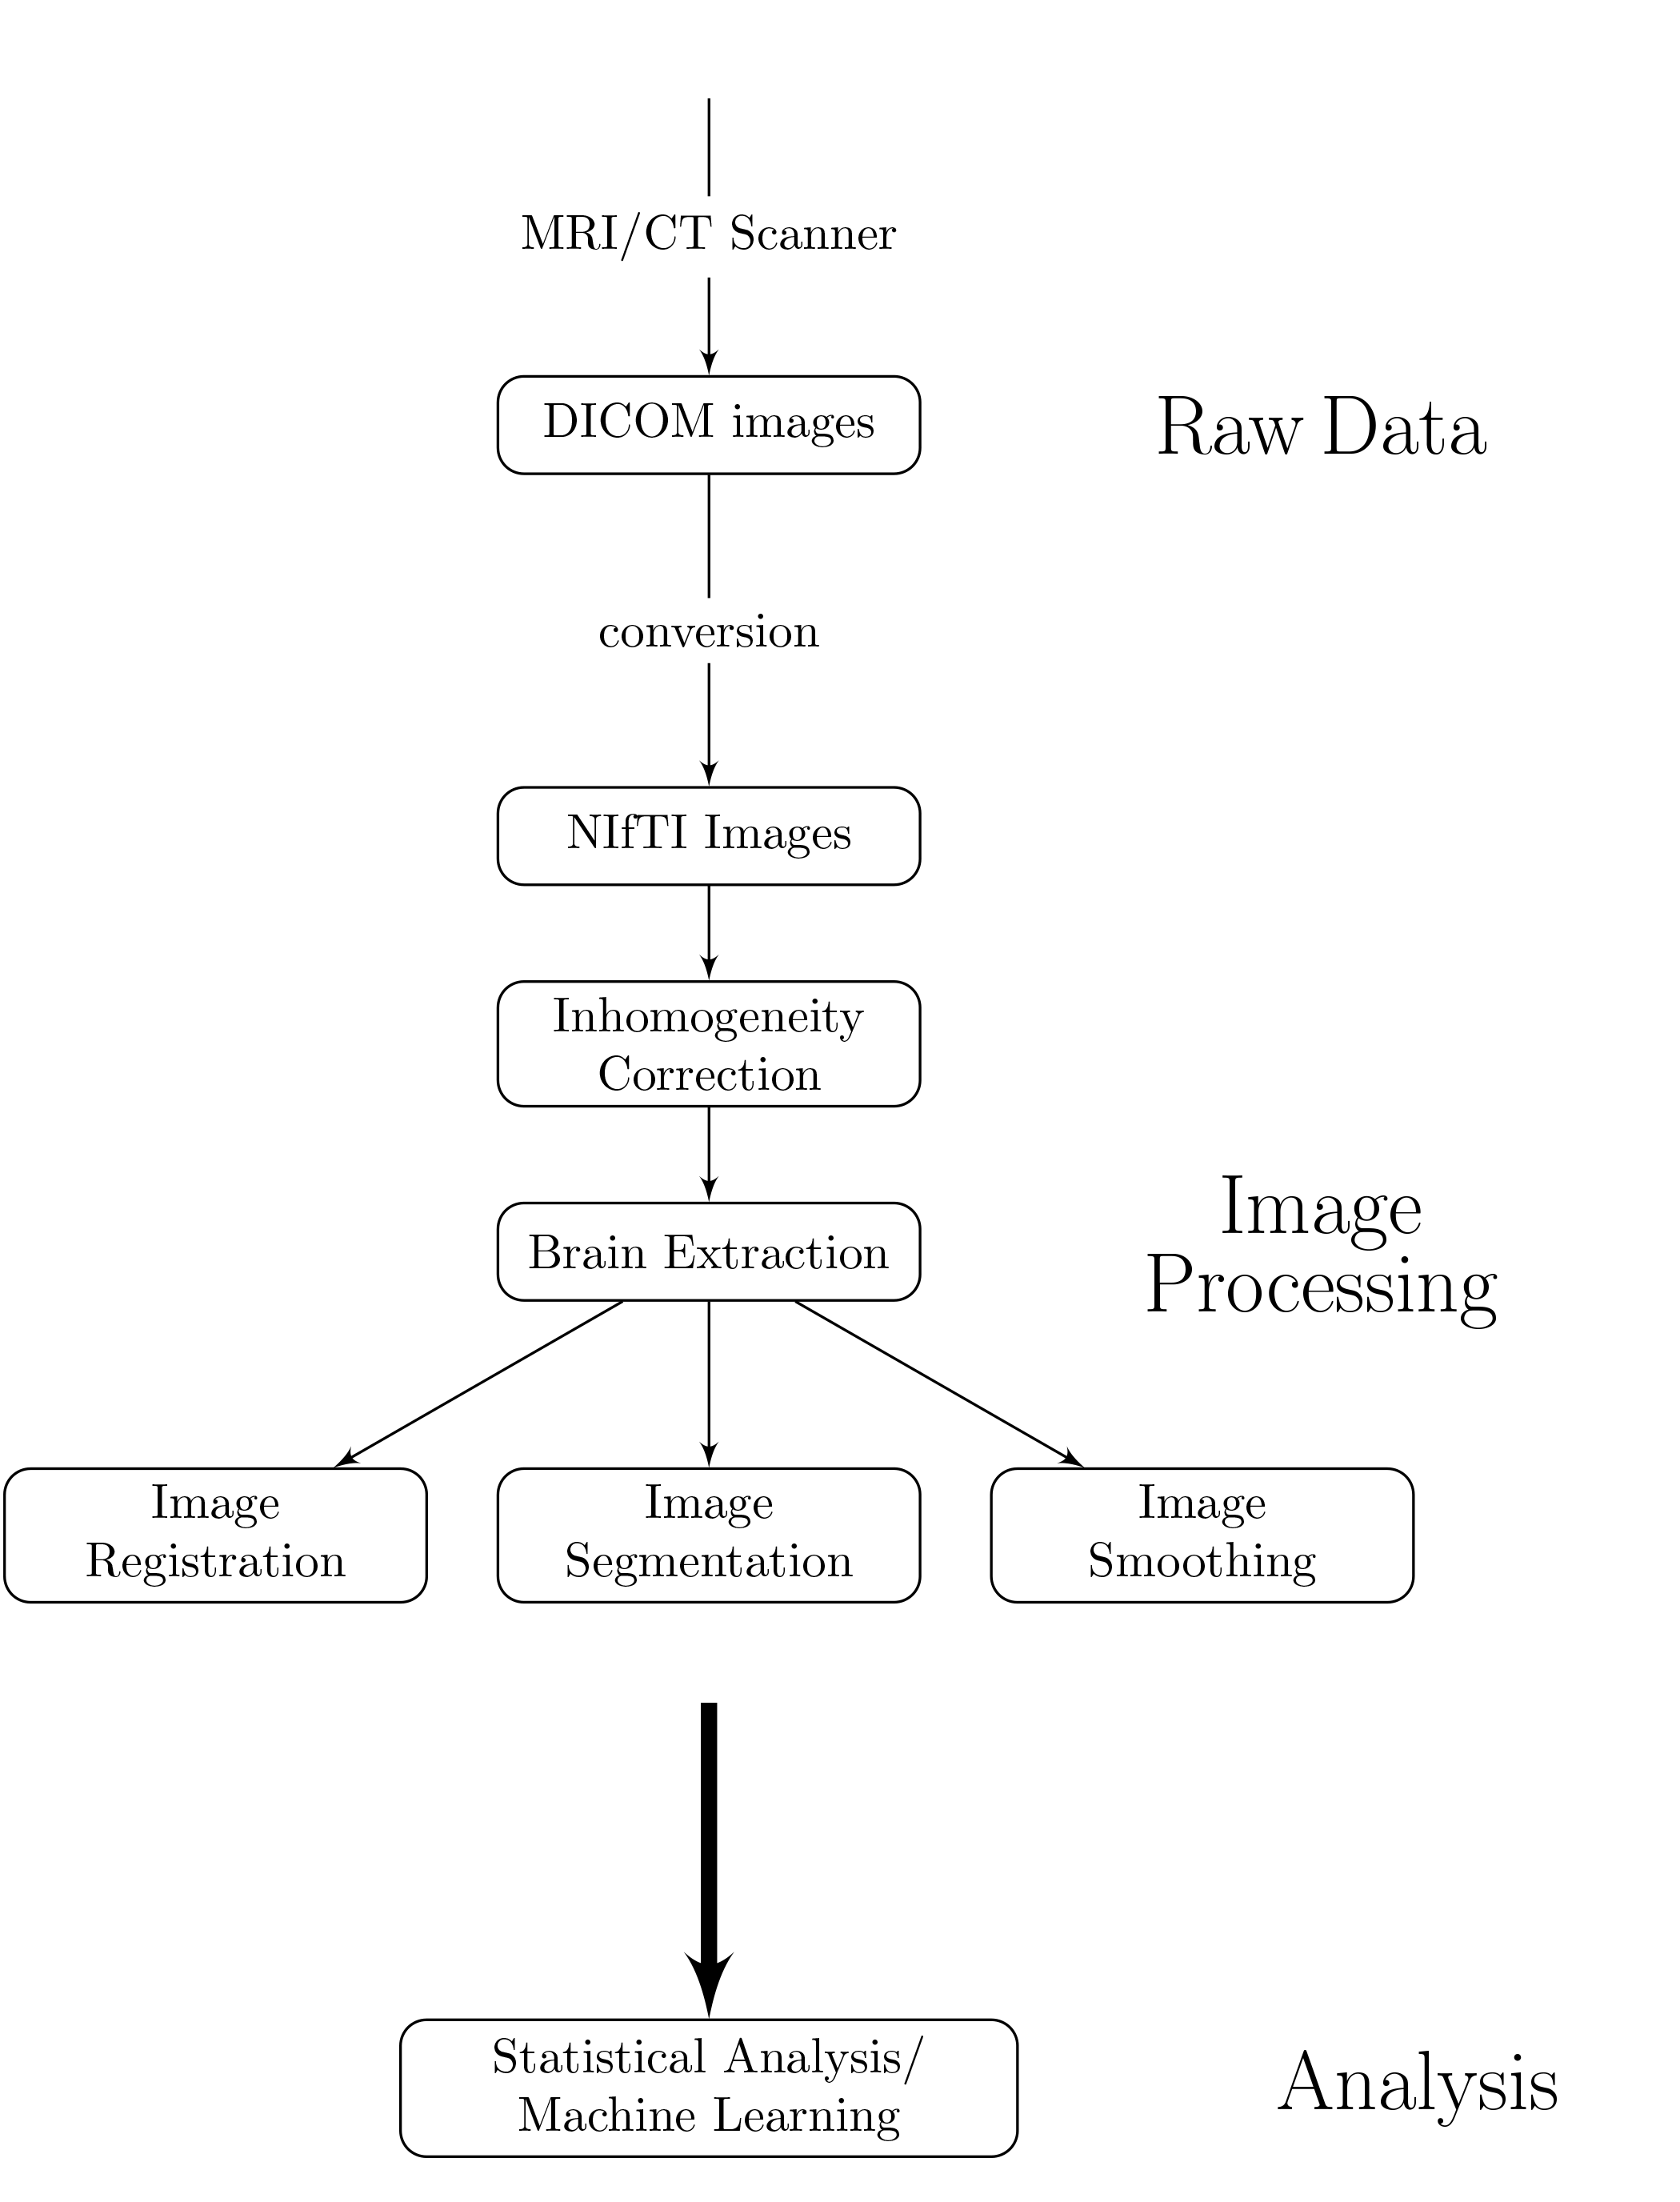 MRI/CT Scanner
DICOM images
Raw Data
conversion
NIfTI Images
Inhomogeneity
Correction
Brain Extraction
Image
Processing
Image
Registration
Image
Segmentation
Image
Smoothing
Statistical Analysis/
Machine Learning
Analysis